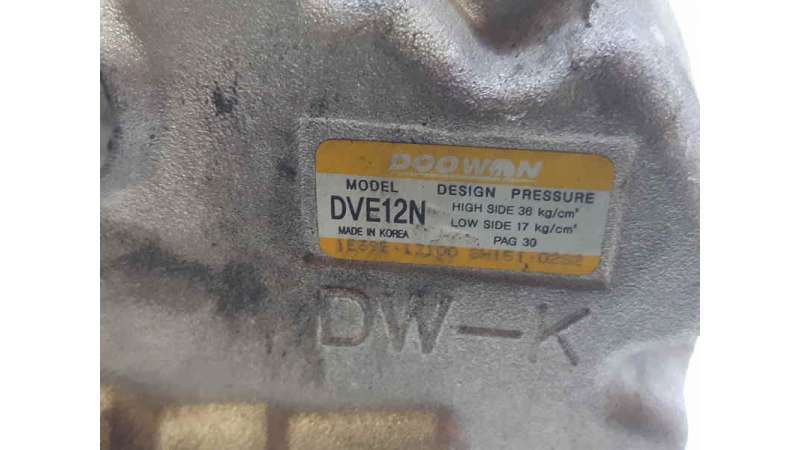 DOOWON
MODEL
DVE12N
MADE IN KOREA
DESIGN PRESSURE
HIGH SIDE 36 kg/cm²
LOW SIDE 17 kg/cm²
PAG 30
DW-K